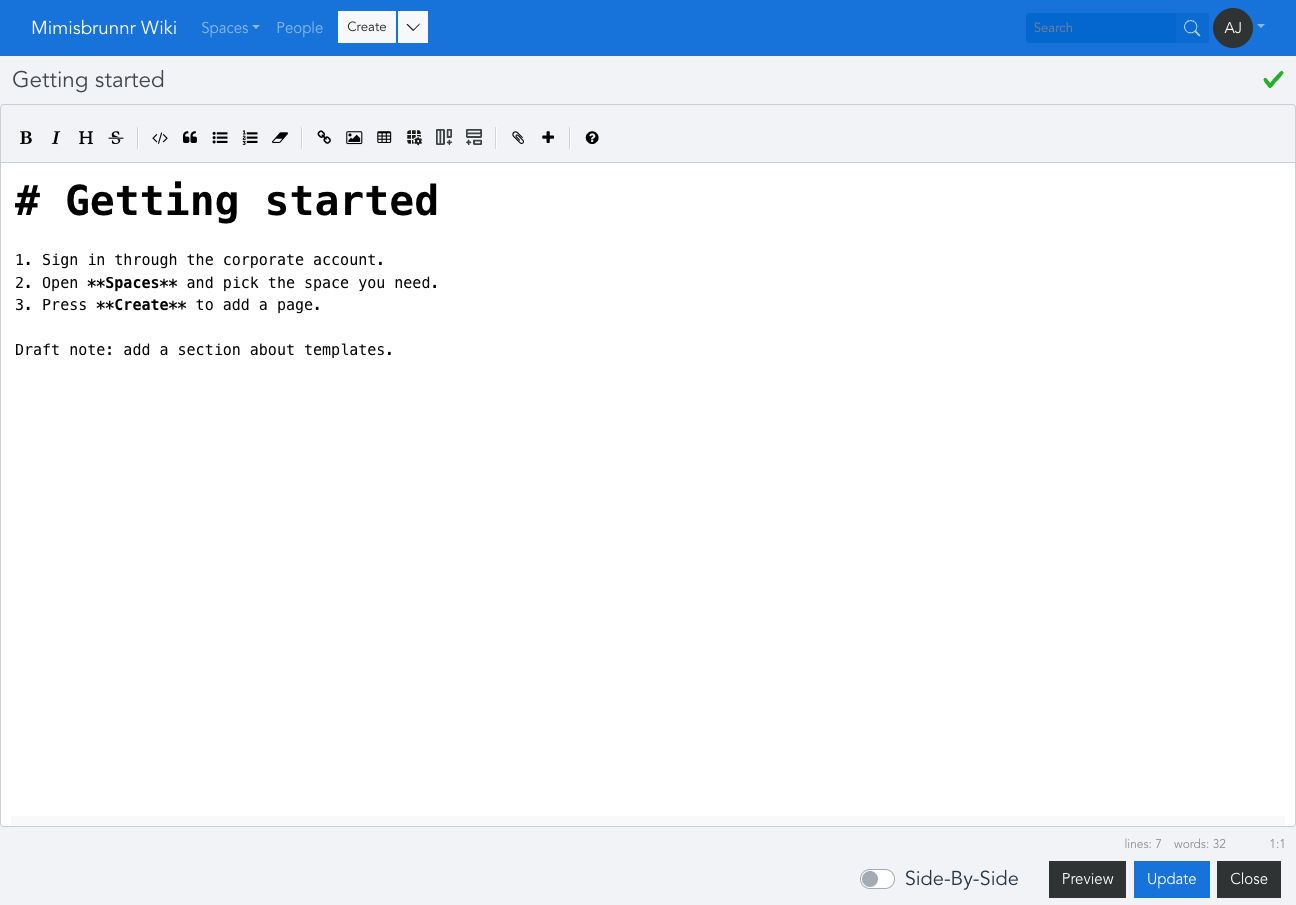 Mimisbrunnr Wiki Spaces People Create Search AJ
Getting started
B I H S
# Getting started
1. Sign in through the corporate account.
2. Open **Spaces** and pick the space you need.
3. Press **Create** to add a page.
Draft note: add a section about templates.
lines: 7 words: 32 1:1
Side-By-Side Preview Update Close